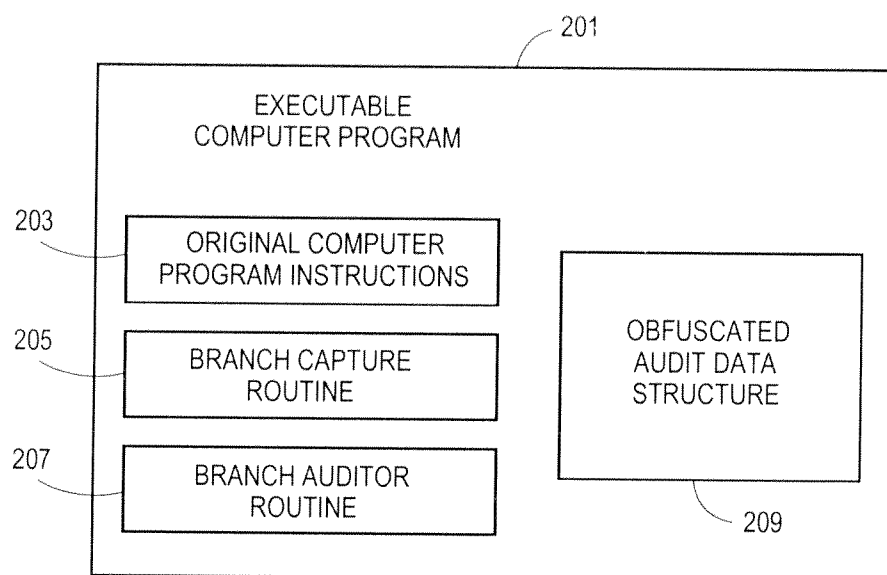 201
EXECUTABLE
COMPUTER PROGRAM
203
ORIGINAL COMPUTER
PROGRAM INSTRUCTIONS
205
BRANCH CAPTURE
ROUTINE
207
BRANCH AUDITOR
ROUTINE
OBFUSCATED
AUDIT DATA
STRUCTURE
209